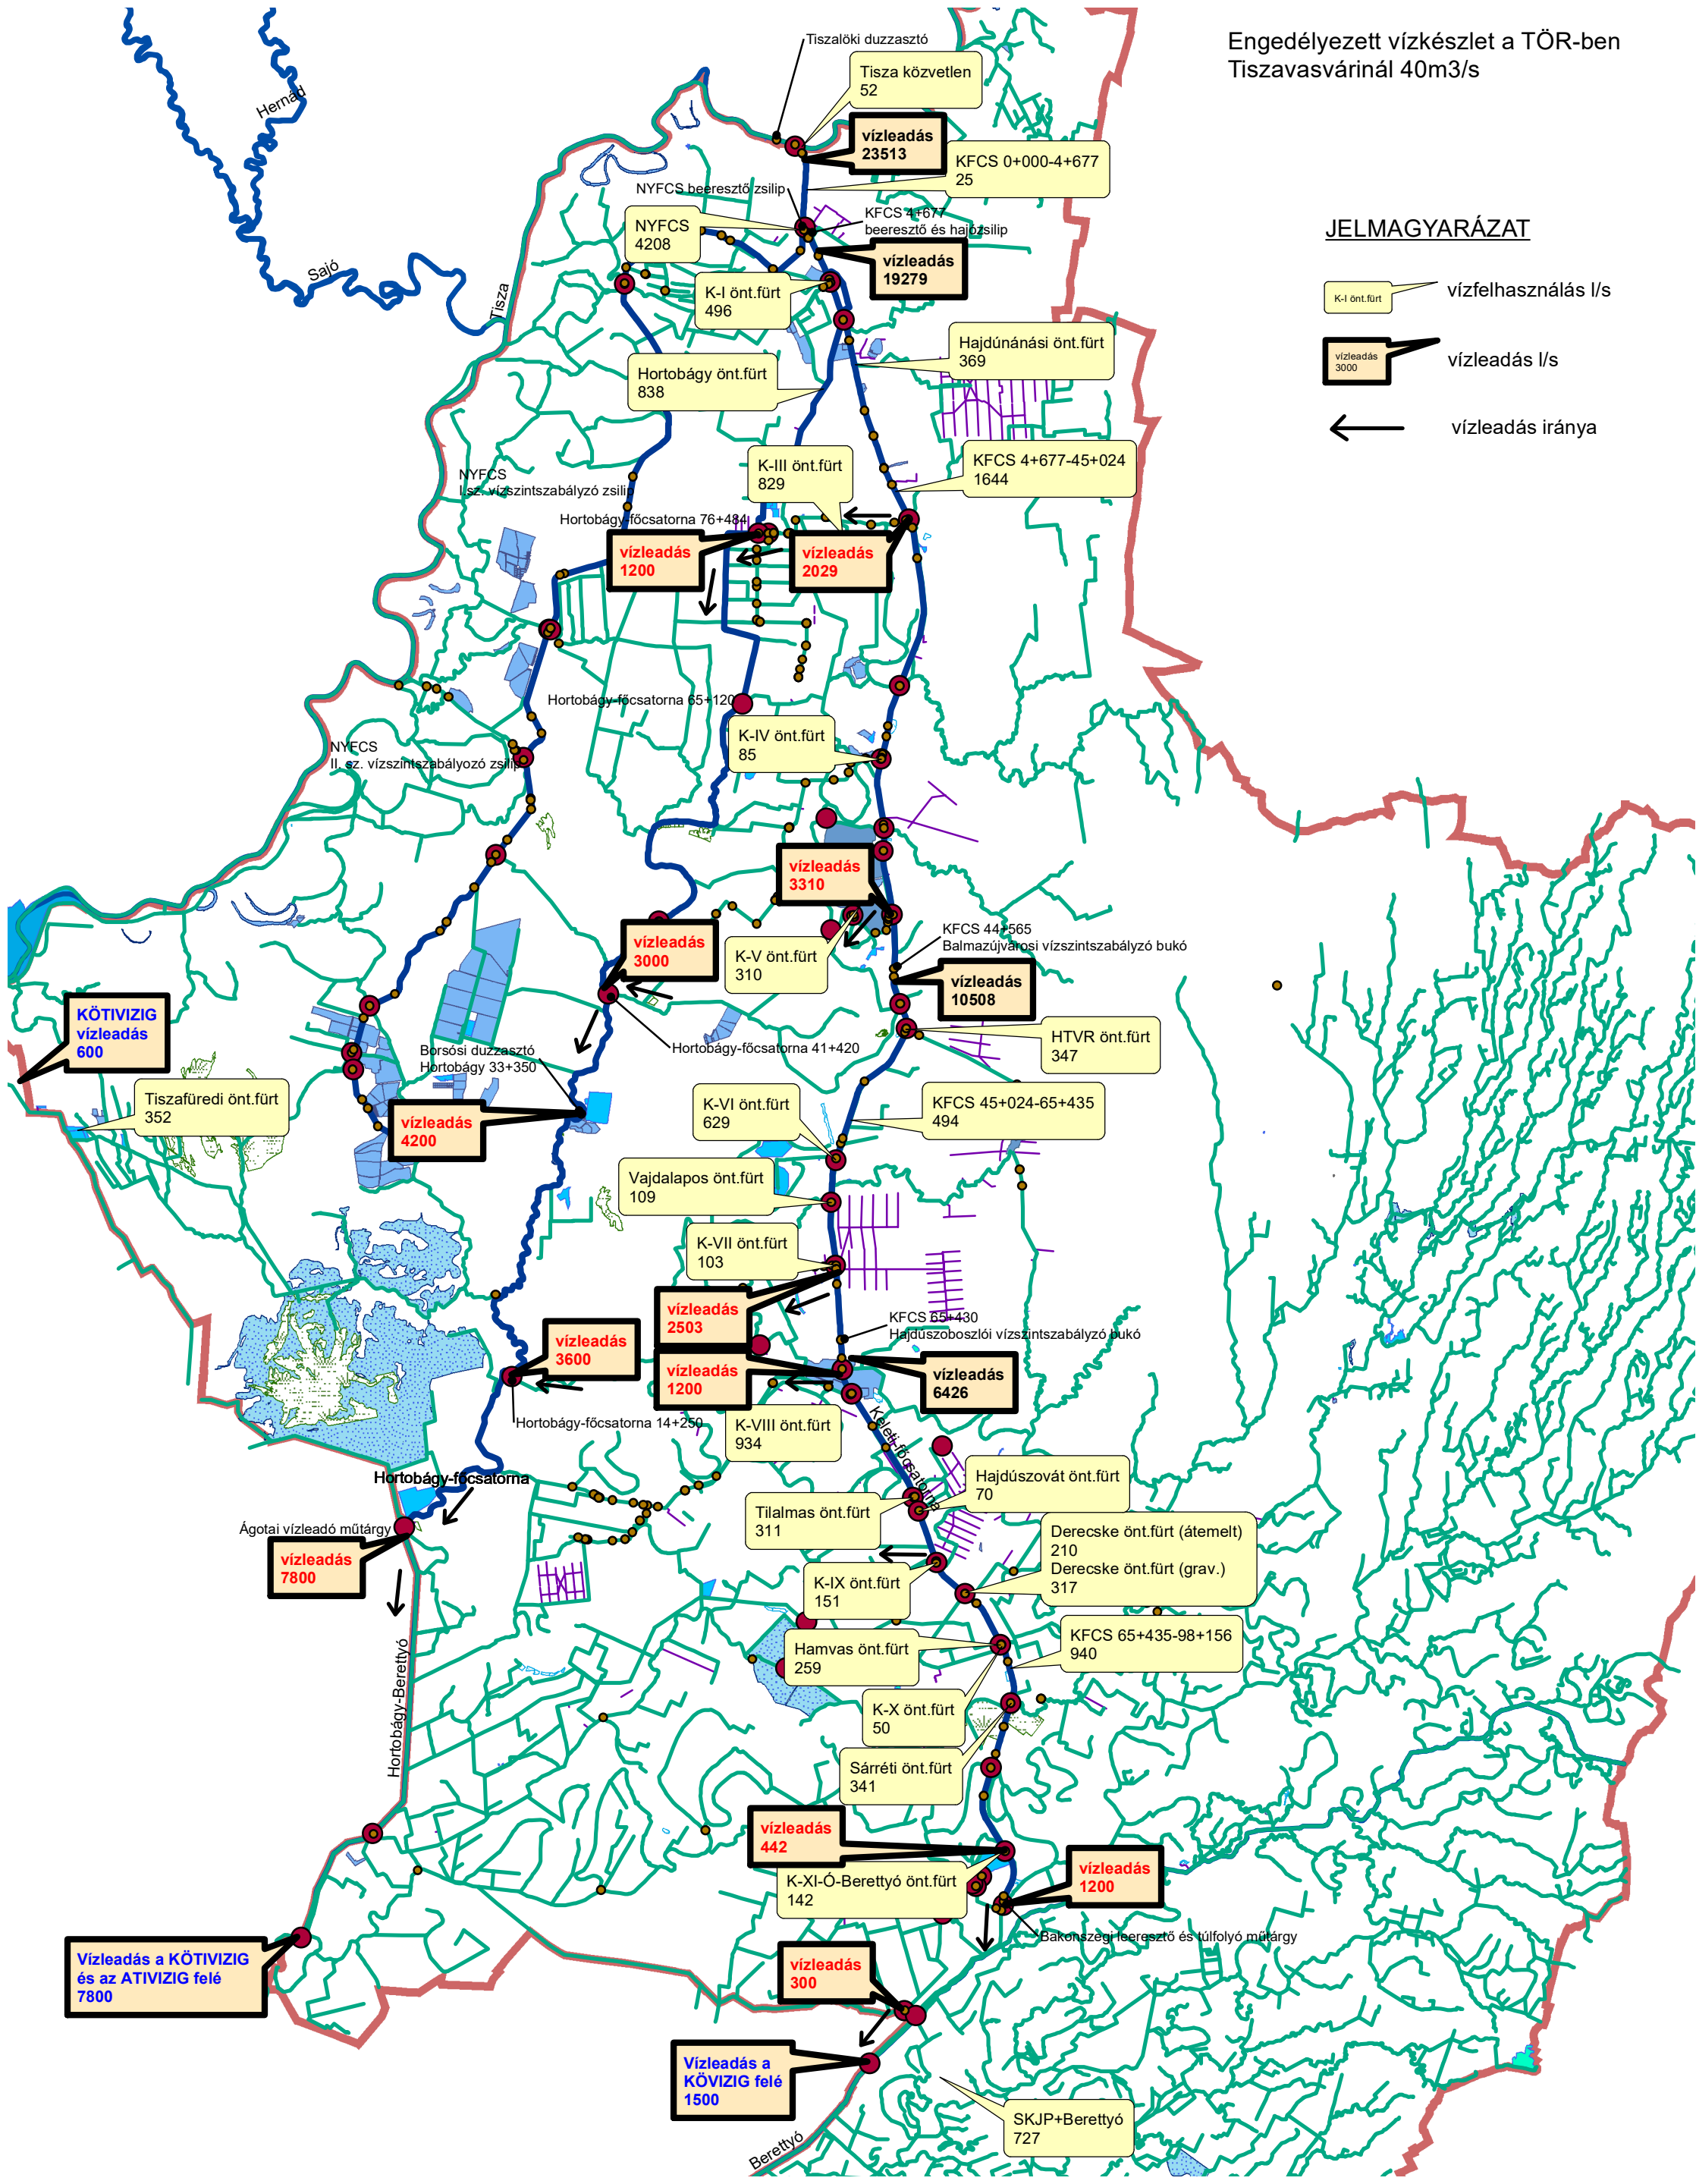 Engedélyezett vízkészlet a TÖR-ben
Tiszavasvárinál 40m3/s
JELMAGYARÁZAT
K-I önt.fürt
vízfelhasználás l/s
vízleadás
3000
vízleadás l/s
vízleadás iránya
Hernád
Sajó
Tisza
Tiszalöki duzzasztó
Tisza közvetlen
52
vízleadás
23513
KFCS 0+000-4+677
25
NYFCS beeresztő zsilip
KFCS 4+677
beeresztő és hajózsilip
NYFCS
4208
vízleadás
19279
K-I önt.fürt
496
Hajdúnánási önt.fürt
369
Hortobágy önt.fürt
838
K-III önt.fürt
829
KFCS 4+677-45+024
1644
NYFCS
I.sz. vízszintszabályzó zsilip
Hortobágy-főcsatorna 76+484
vízleadás
1200
vízleadás
2029
Hortobágy-főcsatorna 65+120
K-IV önt.fürt
85
NYFCS
II. sz. vízszintszabályozó zsilip
vízleadás
3310
vízleadás
3000
K-V önt.fürt
310
KFCS 44+565
Balmazújvárosi vízszintszabályzó bukó
vízleadás
10508
KÖTIVIZIG
vízleadás
600
HTVR önt.fürt
347
Borsósi duzzasztó
Hortobágy 33+350
Hortobágy-főcsatorna 41+420
Tiszafüredi önt.fürt
352
vízleadás
4200
K-VI önt.fürt
629
KFCS 45+024-65+435
494
Vajdalapos önt.fürt
109
K-VII önt.fürt
103
vízleadás
2503
KFCS 65+430
Hajdúszoboszlói vízszintszabályzó bukó
vízleadás
3600
vízleadás
1200
vízleadás
6426
Hortobágy-főcsatorna 14+250
K-VIII önt.fürt
934
Keleti-főcsatorna
Hortobágy-főcsatorna
Hajdúszovát önt.fürt
70
Tilalmas önt.fürt
311
Ágotai vízleadó műtárgy
vízleadás
7800
Derecske önt.fürt (átemelt)
210
Derecske önt.fürt (grav.)
317
K-IX önt.fürt
151
Hamvas önt.fürt
259
KFCS 65+435-98+156
940
Hortobágy-Berettyó
K-X önt.fürt
50
Sárréti önt.fürt
341
vízleadás
442
K-XI-Ó-Berettyó önt.fürt
142
vízleadás
1200
Bakonszegi leeresztő és túlfolyó műtárgy
Vízleadás a KÖTIVIZIG
és az ATIVIZIG felé
7800
vízleadás
300
Vízleadás a
KÖVIZIG felé
1500
SKJP+Berettyó
727
Berettyó